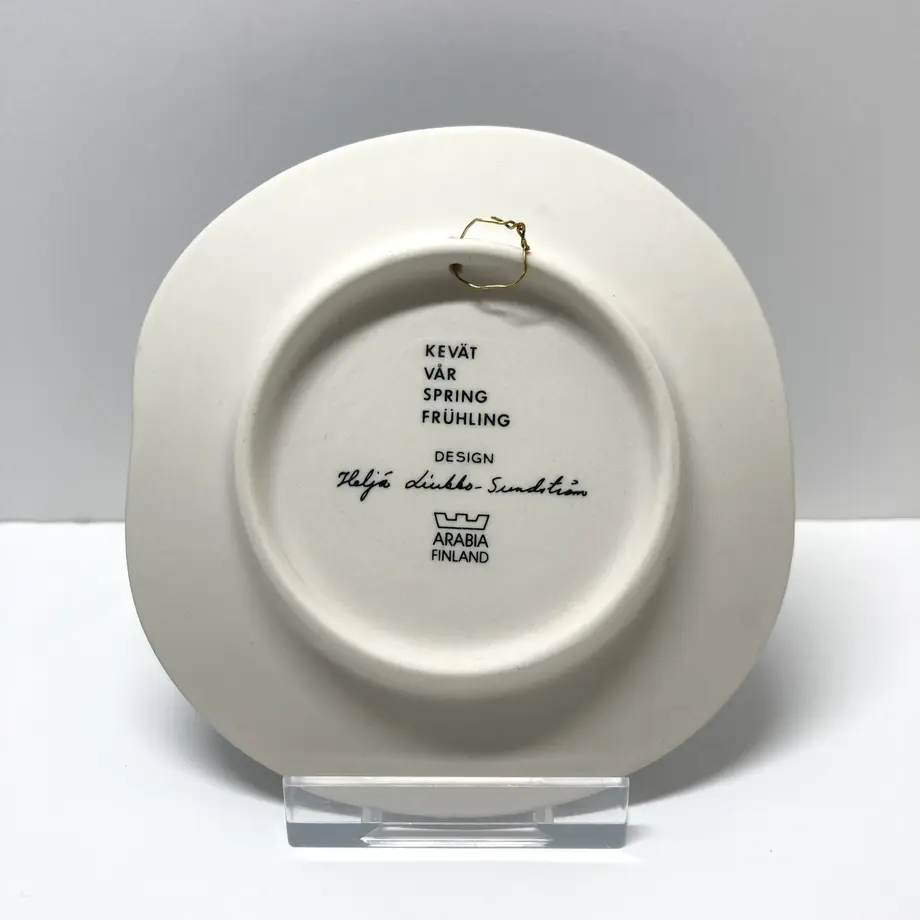 KEVÄT
VÅR
SPRING
FRÜHLING
DESIGN
Heljä Liukko-Sundström
ARABIA
FINLAND